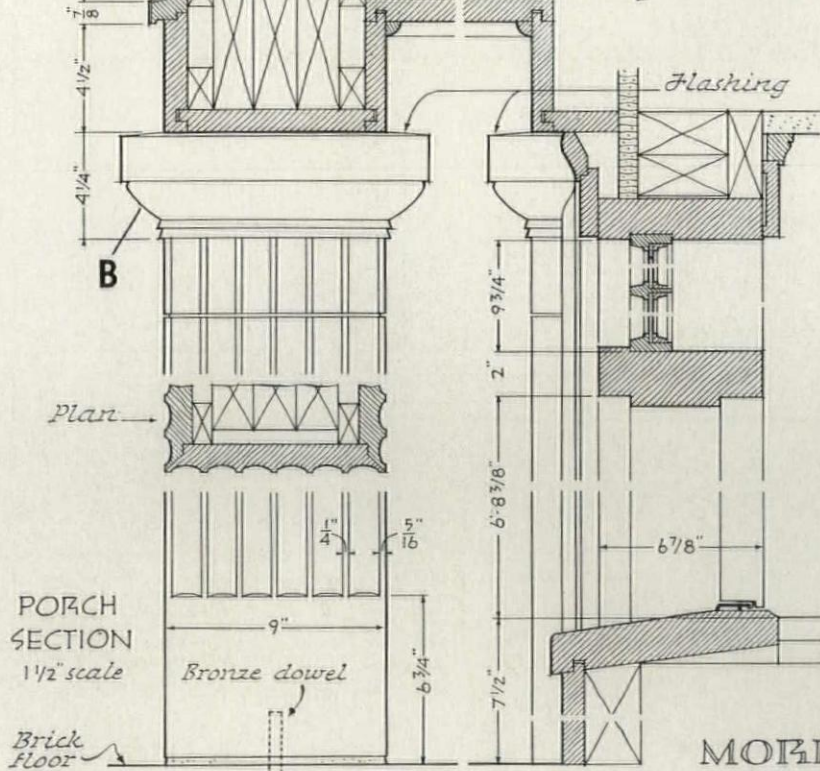 7/8"
4 1/2"
Flashing
4 1/4"
B
9 3/4"
2"
Plan
6'-8 3/8"
1/4"
5/16"
6 7/8"
PORCH
SECTION
1 1/2" scale
9"
Bronze dowel
6 3/4"
7 1/2"
Brick
floor